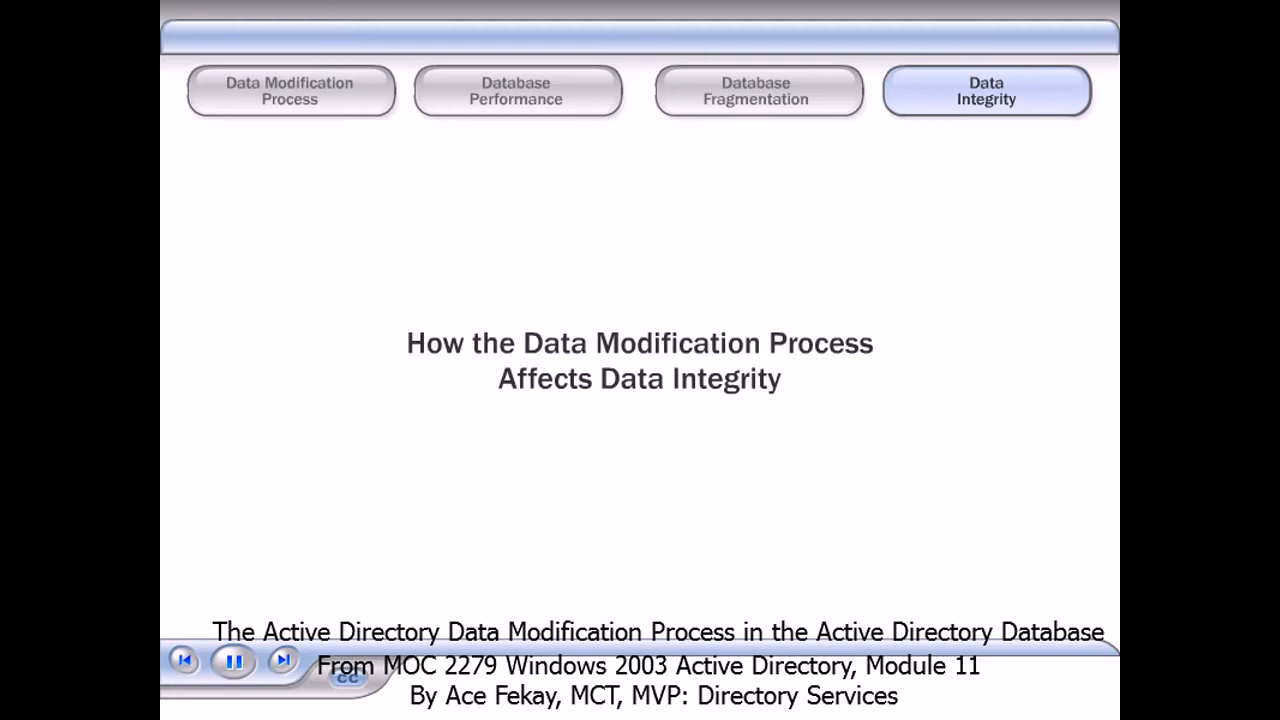 Data Modification
Process
Database
Performance
Database
Fragmentation
Data
Integrity
How the Data Modification Process
Affects Data Integrity
The Active Directory Data Modification Process in the Active Directory Database
From MOC 2279 Windows 2003 Active Directory, Module 11
CC
By Ace Fekay, MCT, MVP: Directory Services